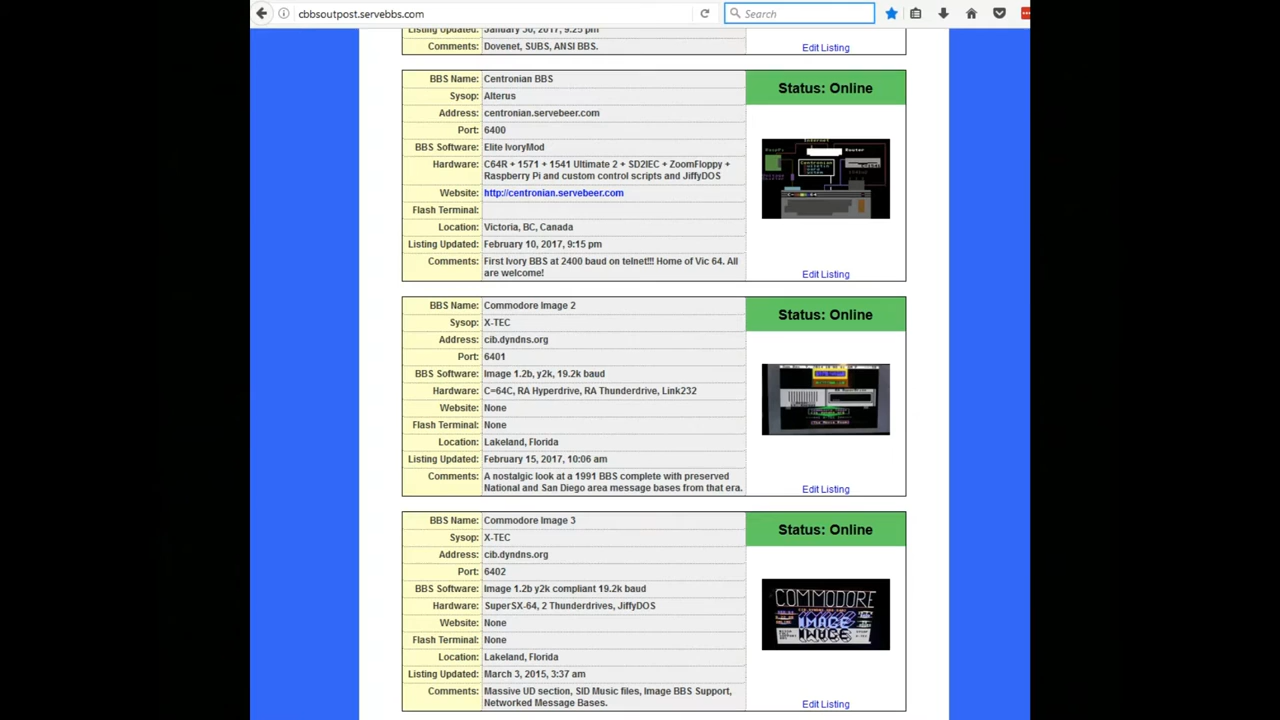 cbbsoutpost.servebbs.com
Search
Listing Updated: January 30, 2017, 9:25 pm
Comments: Dovenet, SUBS, ANSI BBS.
Edit Listing
BBS Name: Centronian BBS
Status: Online
Sysop: Alterus
Address: centronian.servebeer.com
Port: 6400
BBS Software: Elite IvoryMod
Hardware: C64R + 1571 + 1541 Ultimate 2 + SD2IEC + ZoomFloppy +
Raspberry Pi and custom control scripts and JiffyDOS
Website: http://centronian.servebeer.com
Flash Terminal:
Location: Victoria, BC, Canada
Listing Updated: February 10, 2017, 9:15 pm
Comments: First Ivory BBS at 2400 baud on telnet!!! Home of Vic 64. All
are welcome!
Edit Listing
BBS Name: Commodore Image 2
Status: Online
Sysop: X-TEC
Address: cib.dyndns.org
Port: 6401
BBS Software: Image 1.2b, y2k, 19.2k baud
Hardware: C=64C, RA Hyperdrive, RA Thunderdrive, Link232
Website: None
Flash Terminal: None
Location: Lakeland, Florida
Listing Updated: February 15, 2017, 10:06 am
Comments: A nostalgic look at a 1991 BBS complete with preserved
National and San Diego area message bases from that era.
Edit Listing
BBS Name: Commodore Image 3
Status: Online
Sysop: X-TEC
Address: cib.dyndns.org
Port: 6402
BBS Software: Image 1.2b y2k compliant 19.2k baud
Hardware: SuperSX-64, 2 Thunderdrives, JiffyDOS
COMMODORE
IMAGE
Website: None
Flash Terminal: None
Location: Lakeland, Florida
Listing Updated: March 3, 2015, 3:37 am
Comments: Massive UD section, SID Music files, Image BBS Support,
Networked Message Bases.
Edit Listing